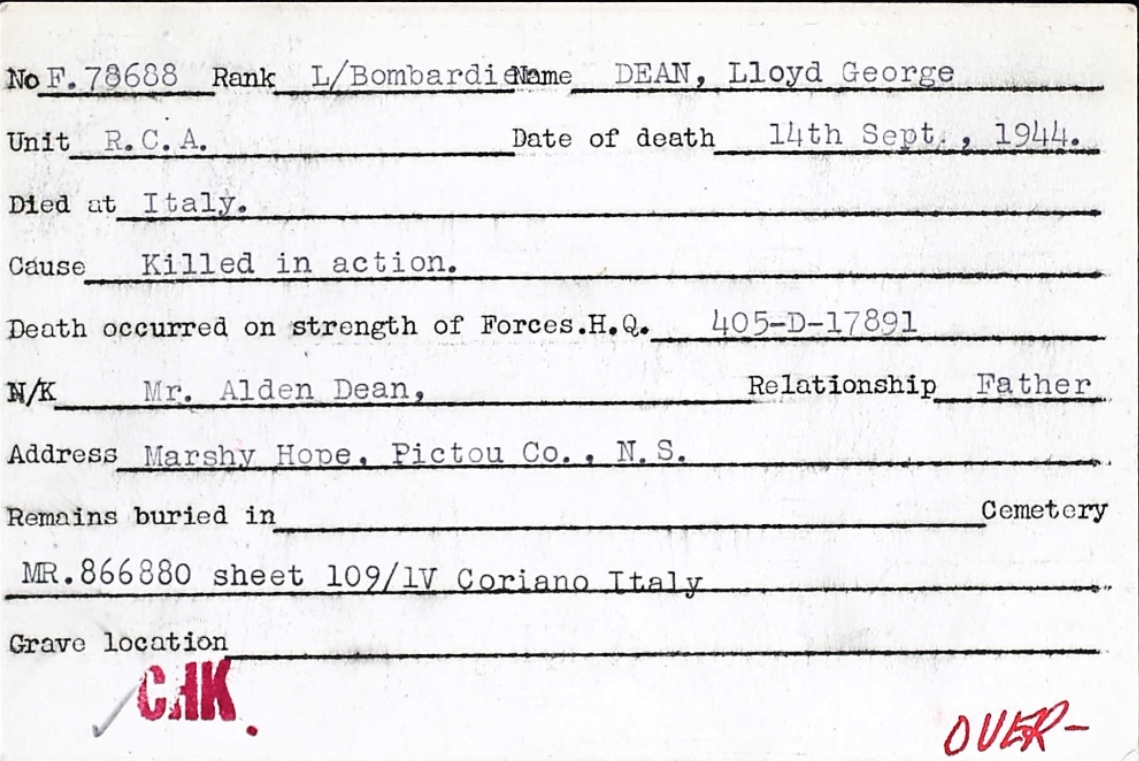 No F. 78688 Rank L/Bombardie Name DEAN, Lloyd George
Unit R.C.A. Date of death 14th Sept., 1944.
Died at Italy.
Cause Killed in action.
Death occurred on strength of Forces.H.Q. 405-D-17891
N/K Mr. Alden Dean, Relationship Father
Address Marshy Hope, Pictou Co., N.S.
Remains buried in Cemetery
MR.866880 sheet 109/1V Coriano Italy
Grave location
CHK.
OVER-